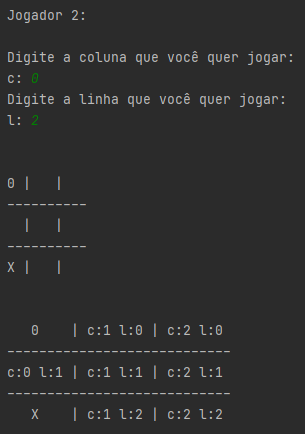 Jogador 2:
Digite a coluna que você quer jogar:
c: 0
Digite a linha que você quer jogar:
l: 2
0 |   |
----------
  |   |
----------
X |   |
   0    | c:1 l:0 | c:2 l:0
----------------------------
c:0 l:1 | c:1 l:1 | c:2 l:1
----------------------------
   X    | c:1 l:2 | c:2 l:2